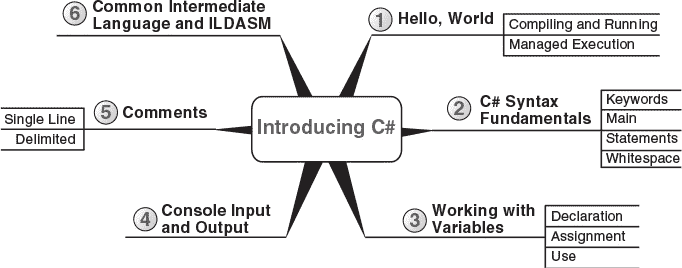 Introducing C#
1 Hello, World
Compiling and Running
Managed Execution
2 C# Syntax
Fundamentals
Keywords
Main
Statements
Whitespace
3 Working with
Variables
Declaration
Assignment
Use
4 Console Input
and Output
5 Comments
Single Line
Delimited
6 Common Intermediate
Language and ILDASM